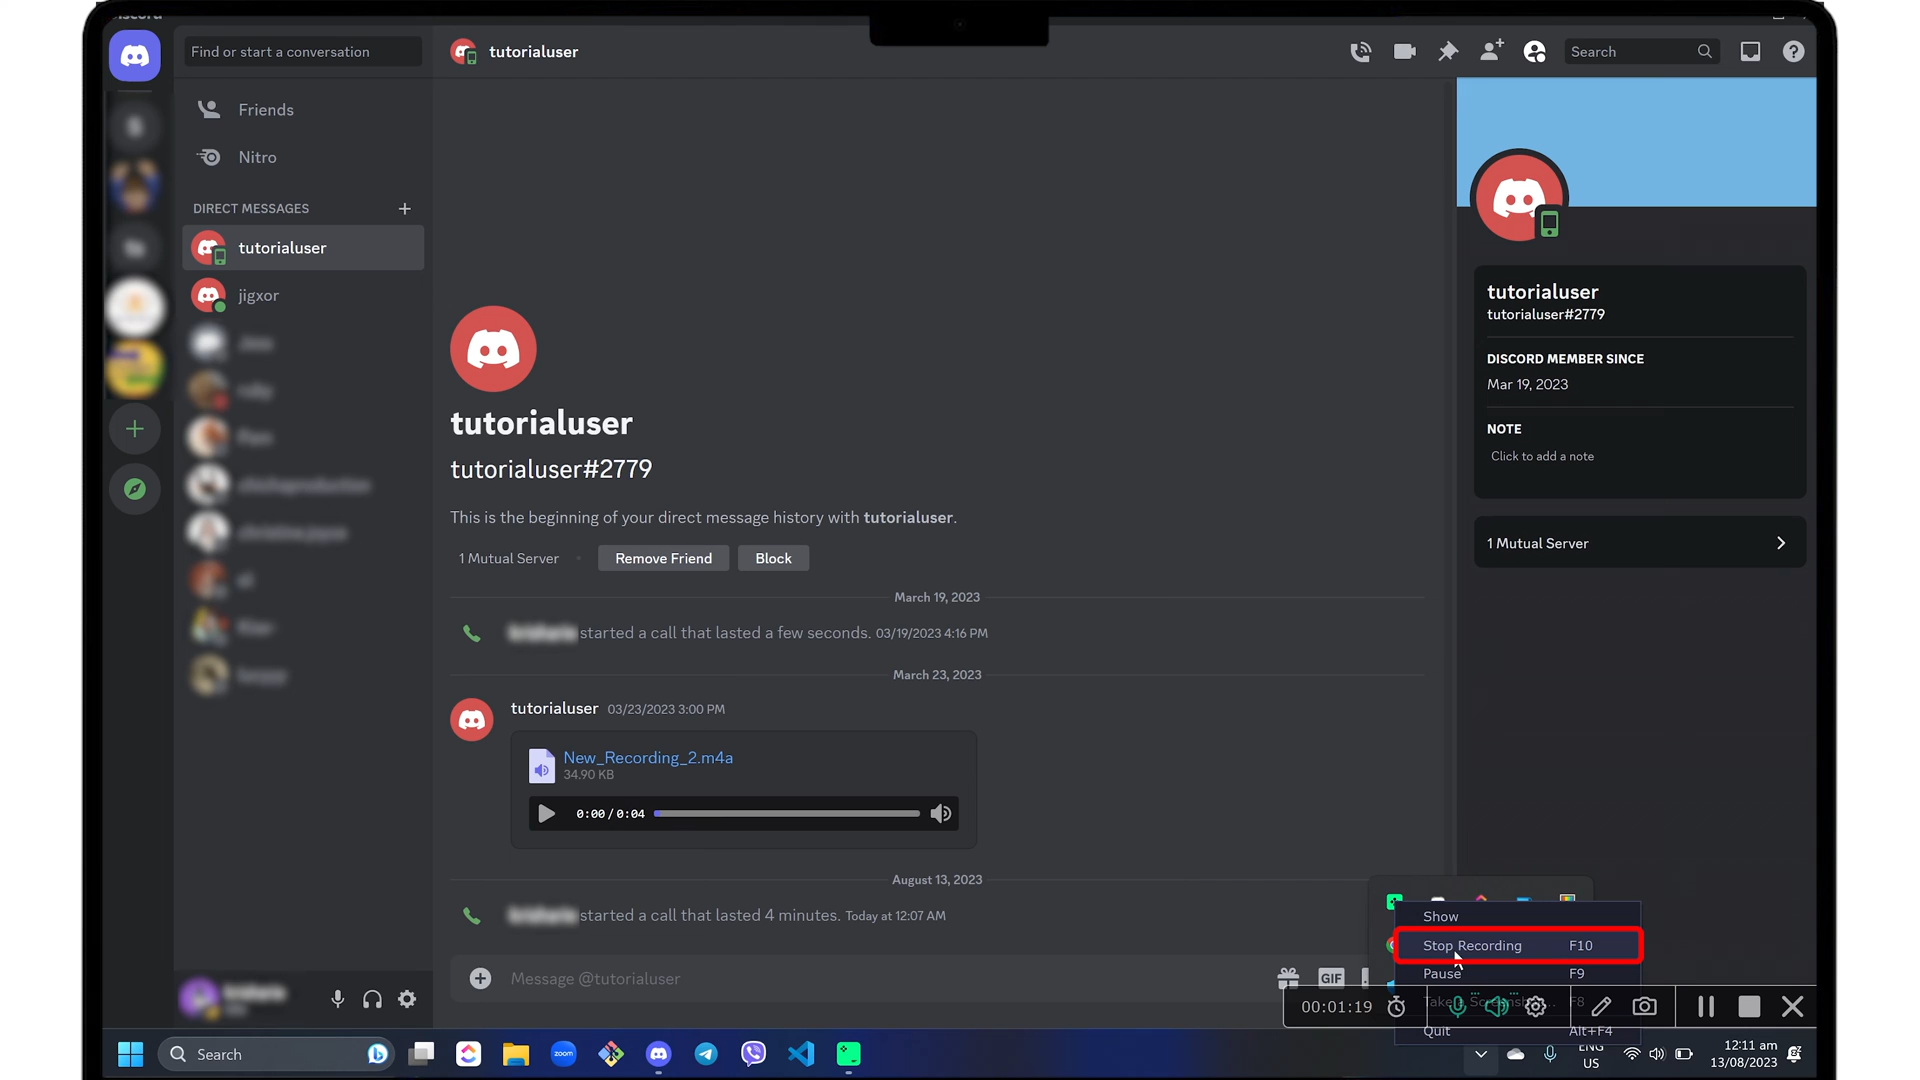 Find or start a conversation
tutorialuser
Search
Friends
Nitro
DIRECT MESSAGES
tutorialuser
jigxor
tutorialuser
tutorialuser#2779
This is the beginning of your direct message history with tutorialuser.
1 Mutual Server
Remove Friend
Block
March 19, 2023
started a call that lasted a few seconds. 03/19/2023 4:16 PM
March 23, 2023
tutorialuser 03/23/2023 3:00 PM
New_Recording_2.m4a
34.90 KB
0:00 / 0:04
August 13, 2023
started a call that lasted 4 minutes. Today at 12:07 AM
Message @tutorialuser
GIF
tutorialuser
tutorialuser#2779
DISCORD MEMBER SINCE
Mar 19, 2023
NOTE
Click to add a note
1 Mutual Server
Show
Stop Recording F10
Pause F9
F8
Quit Alt+F4
00:01:19
Search
zoom
ENG
US
12:11 am
13/08/2023